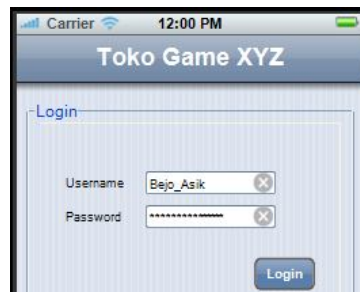 Carrier 12:00 PM
Toko Game XYZ
Login
Username Bejo_Asik
Password ****************
Login